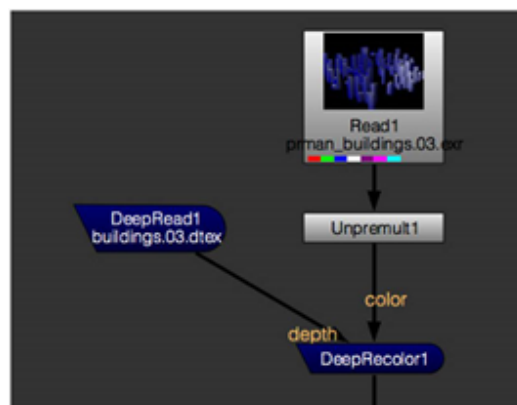 Read1
prman_buildings.03.exr
DeepRead1
buildings.03.dtex
Unpremult1
color
depth
DeepRecolor1